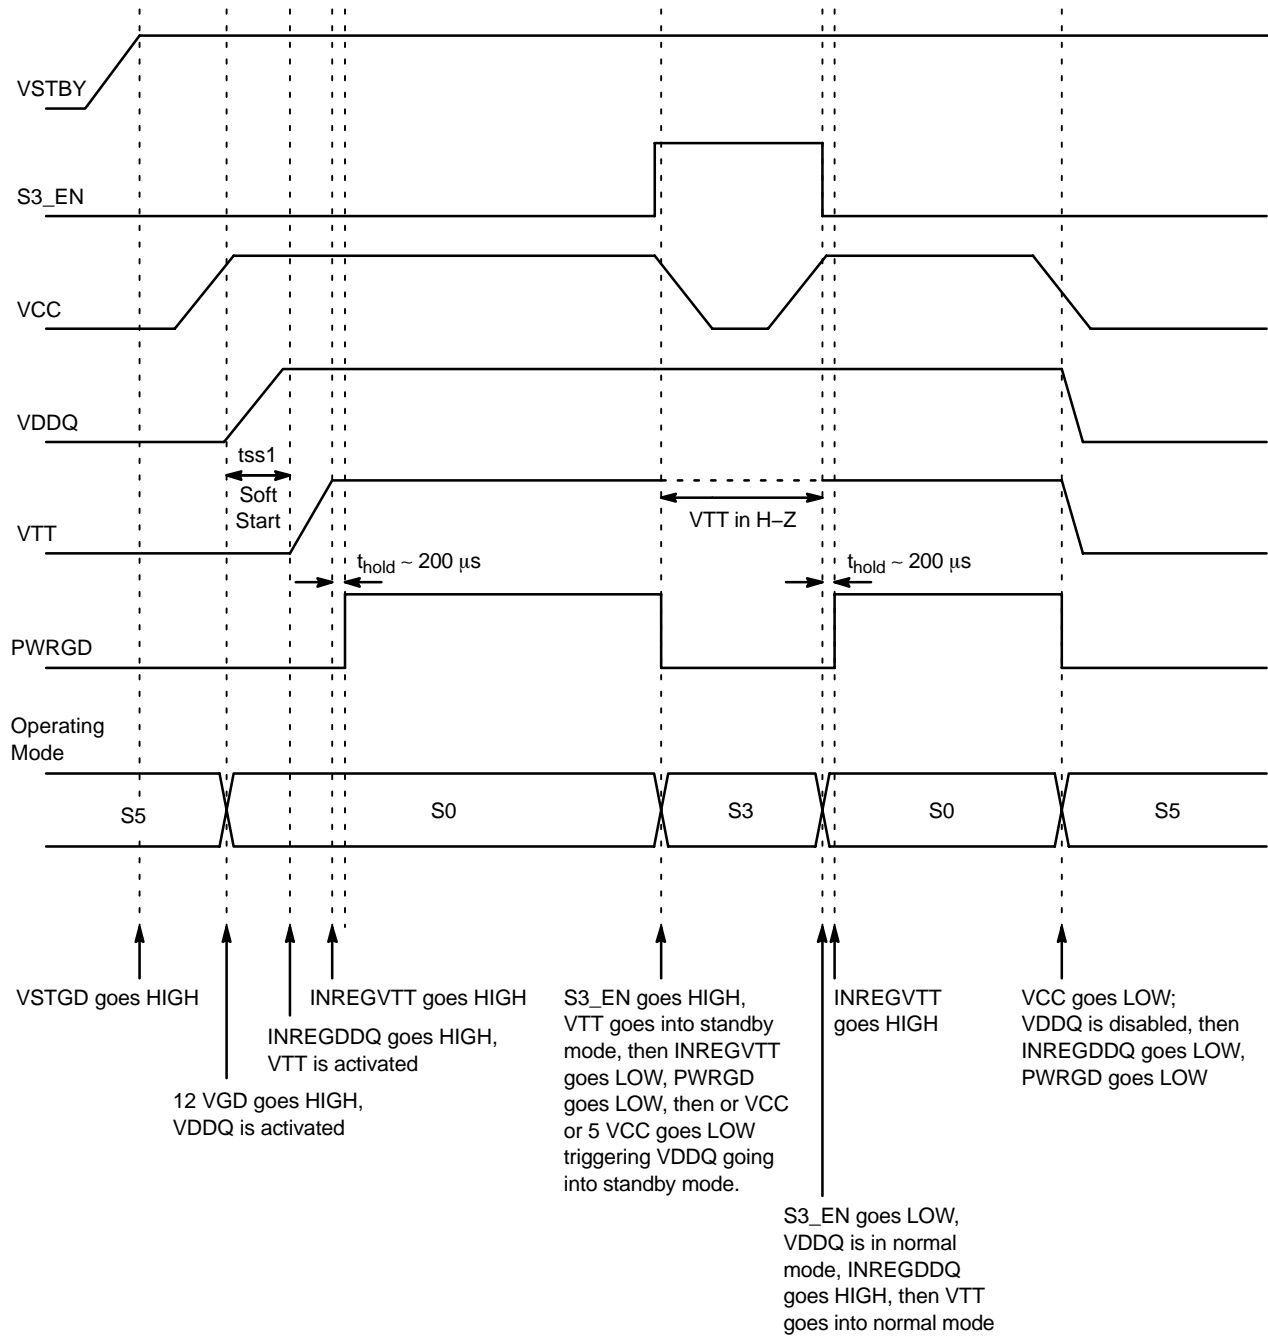 VSTBY
S3_EN
VCC
VDDQ
tss1
Soft
Start
VTT
VTT in H–Z
thold ~ 200 μs
thold ~ 200 μs
PWRGD
Operating
Mode
S5
S0
S3
S0
S5
VSTGD goes HIGH
12 VGD goes HIGH,
VDDQ is activated
INREGDDQ goes HIGH,
VTT is activated
INREGVTT goes HIGH
S3_EN goes HIGH,
VTT goes into standby
mode, then INREGVTT
goes LOW, PWRGD
goes LOW, then or VCC
or 5 VCC goes LOW
triggering VDDQ going
into standby mode.
S3_EN goes LOW,
VDDQ is in normal
mode, INREGDDQ
goes HIGH, then VTT
goes into normal mode
INREGVTT
goes HIGH
VCC goes LOW;
VDDQ is disabled, then
INREGDDQ goes LOW,
PWRGD goes LOW